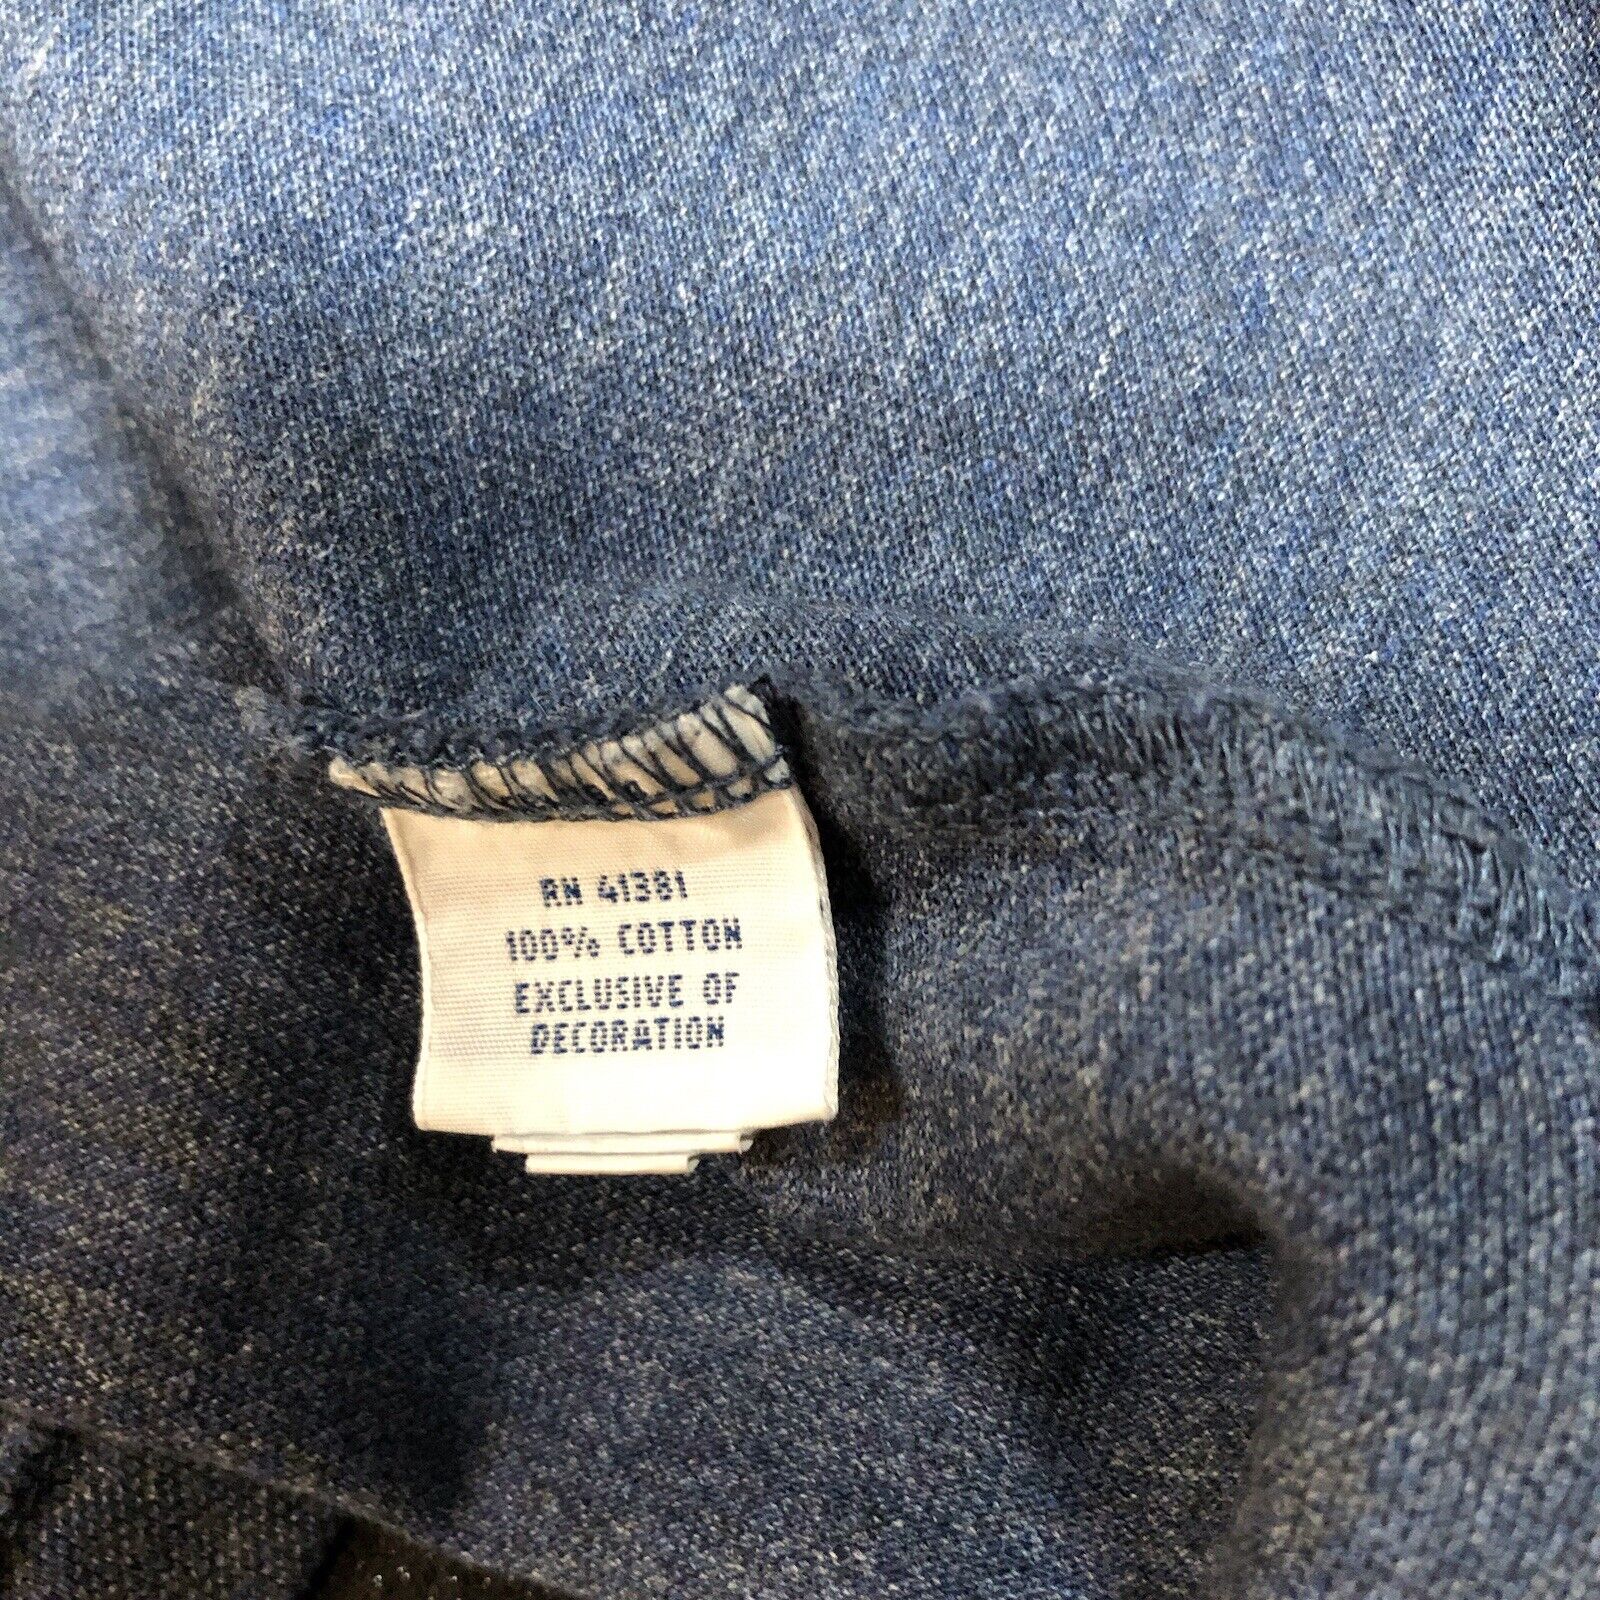 RN 41381
100% COTTON
EXCLUSIVE OF
DECORATION